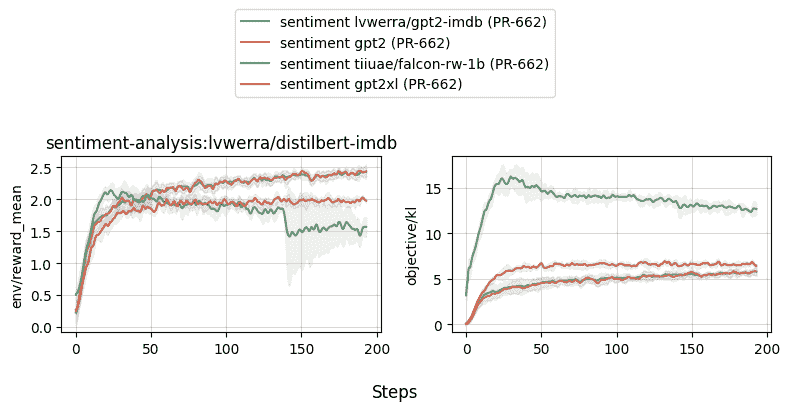 sentiment lvwerra/gpt2-imdb (PR-662)
sentiment gpt2 (PR-662)
sentiment tiiuae/falcon-rw-1b (PR-662)
sentiment gpt2xl (PR-662)
sentiment-analysis:lvwerra/distilbert-imdb
env/reward_mean
2.5
2.0
1.5
1.0
0.5
0.0
0 50 100 150 200
objective/kl
15
10
5
0
0 50 100 150 200
Steps